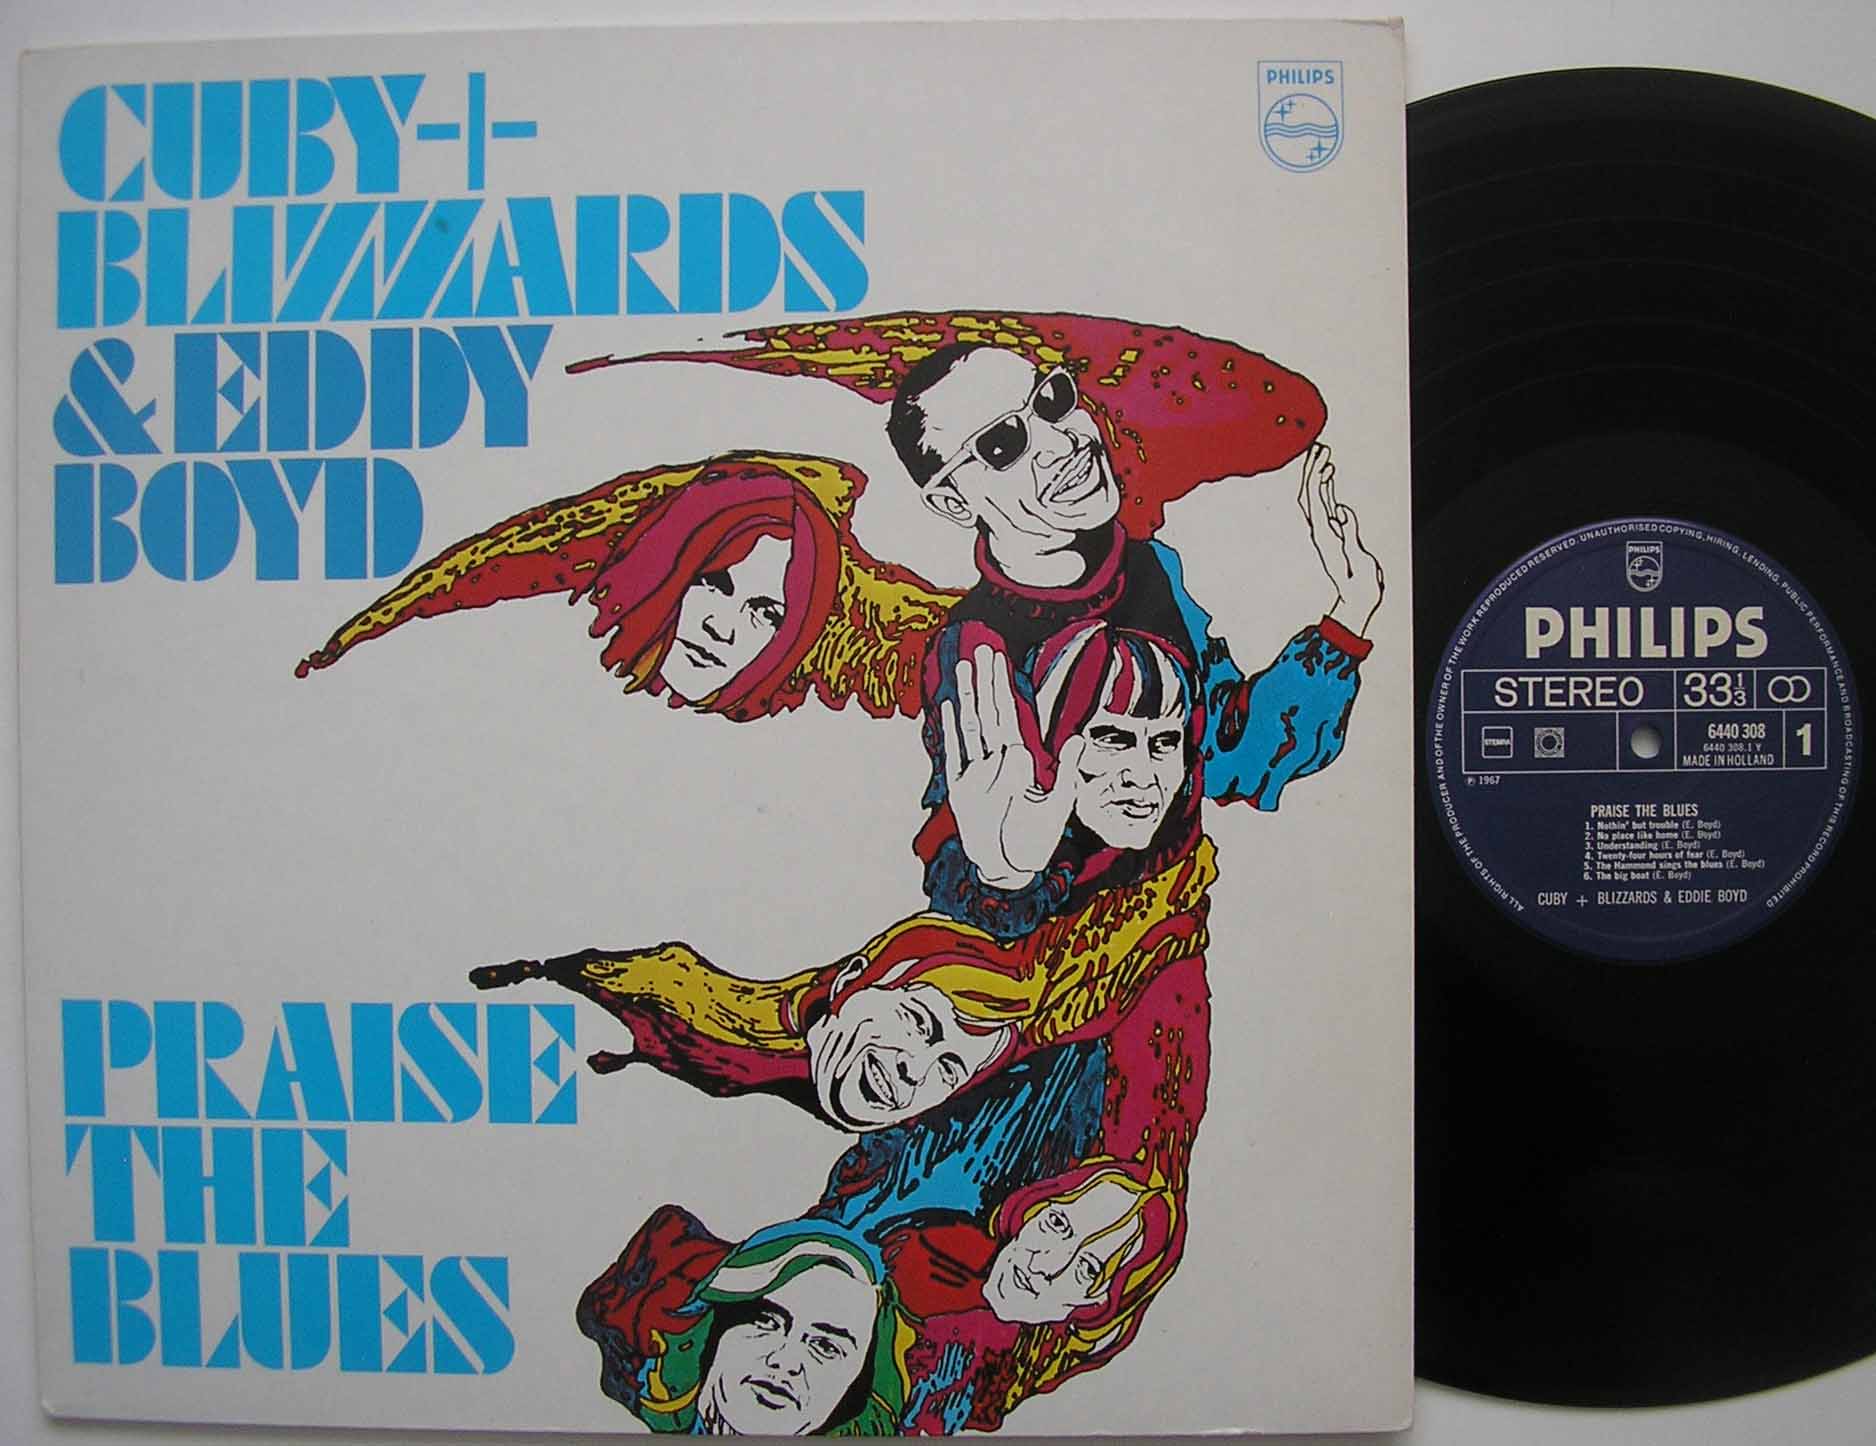 CUBY+
BLIZZARDS
& EDDY
BOYD
PRAISE
THE
BLUES
PHILIPS
ALL RIGHTS OF THE PRODUCER AND OF THE OWNER OF THE WORK REPRODUCED RESERVED. UNAUTHORISED COPYING, HIRING, LENDING, PUBLIC PERFORMANCE AND BROADCASTING OF THIS RECORD PROHIBITED
PHILIPS
PHILIPS
STEREO 33⅓
STEMRA 6440 308 1
6440 308.1 Y
MADE IN HOLLAND
℗ 1967
PRAISE THE BLUES
1. Nothin' but trouble (E. Boyd)
2. No place like home (E. Boyd)
3. Understanding (E. Boyd)
4. Twenty-four hours of fear (E. Boyd)
5. The Hammond sings the blues (E. Boyd)
6. The big boat (E. Boyd)
CUBY + BLIZZARDS & EDDIE BOYD